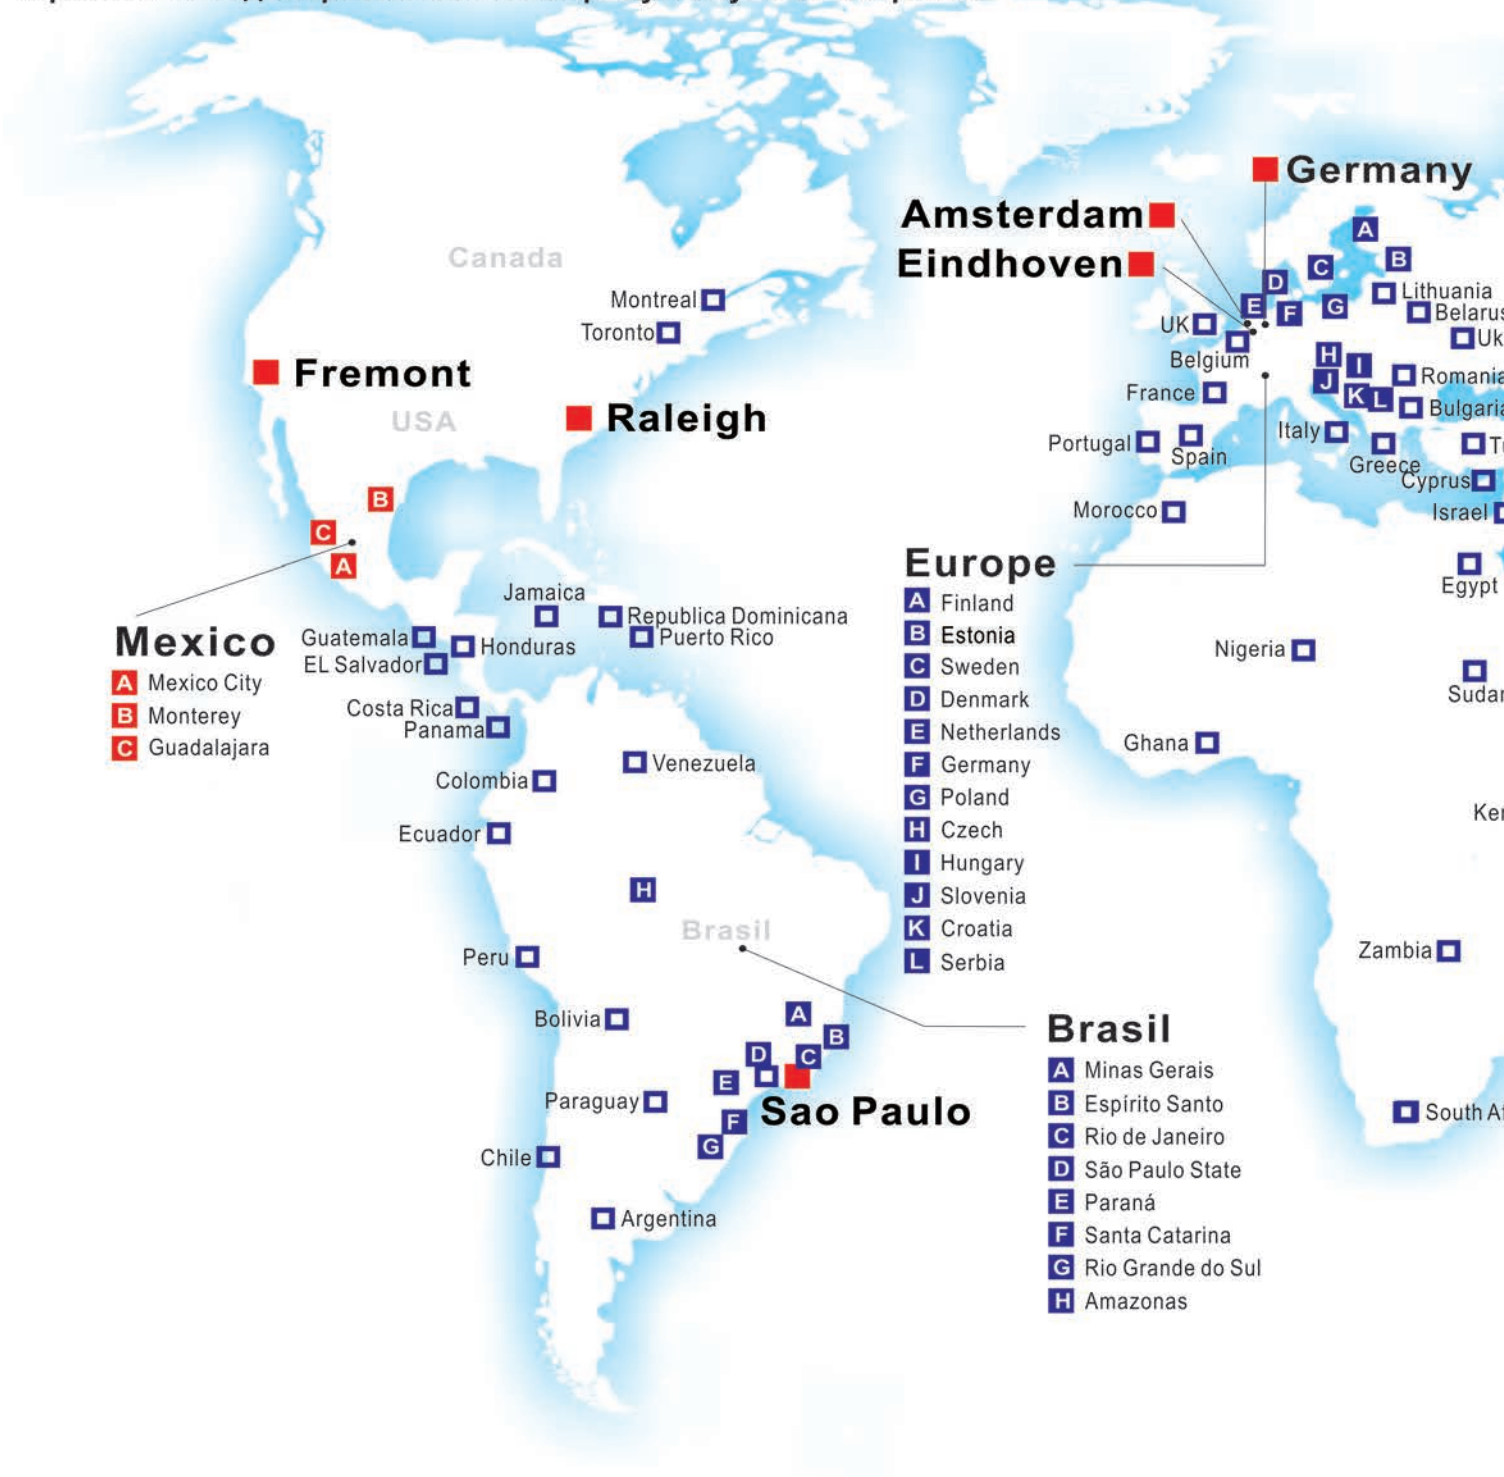 Germany
Amsterdam
Eindhoven
A
B
C
D
E
F
G
Lithuania
Belarus
UK
Belgium
H
I
J
K
L
Romania
Bulgaria
France
Portugal
Spain
Italy
Greece
Cyprus
Israel
Morocco
Egypt
Canada
Montreal
Toronto
Fremont
USA
Raleigh
B
C
A
Mexico
A Mexico City
B Monterey
C Guadalajara
Jamaica
Republica Dominicana
Puerto Rico
Guatemala
Honduras
EL Salvador
Costa Rica
Panama
Colombia
Venezuela
Ecuador
H
Brasil
Peru
Bolivia
A
B
C
D
E
F
G
Sao Paulo
Paraguay
Chile
Argentina
Europe
A Finland
B Estonia
C Sweden
D Denmark
E Netherlands
F Germany
G Poland
H Czech
I Hungary
J Slovenia
K Croatia
L Serbia
Nigeria
Ghana
Zambia
South
Brasil
A Minas Gerais
B Espírito Santo
C Rio de Janeiro
D São Paulo State
E Paraná
F Santa Catarina
G Rio Grande do Sul
H Amazonas